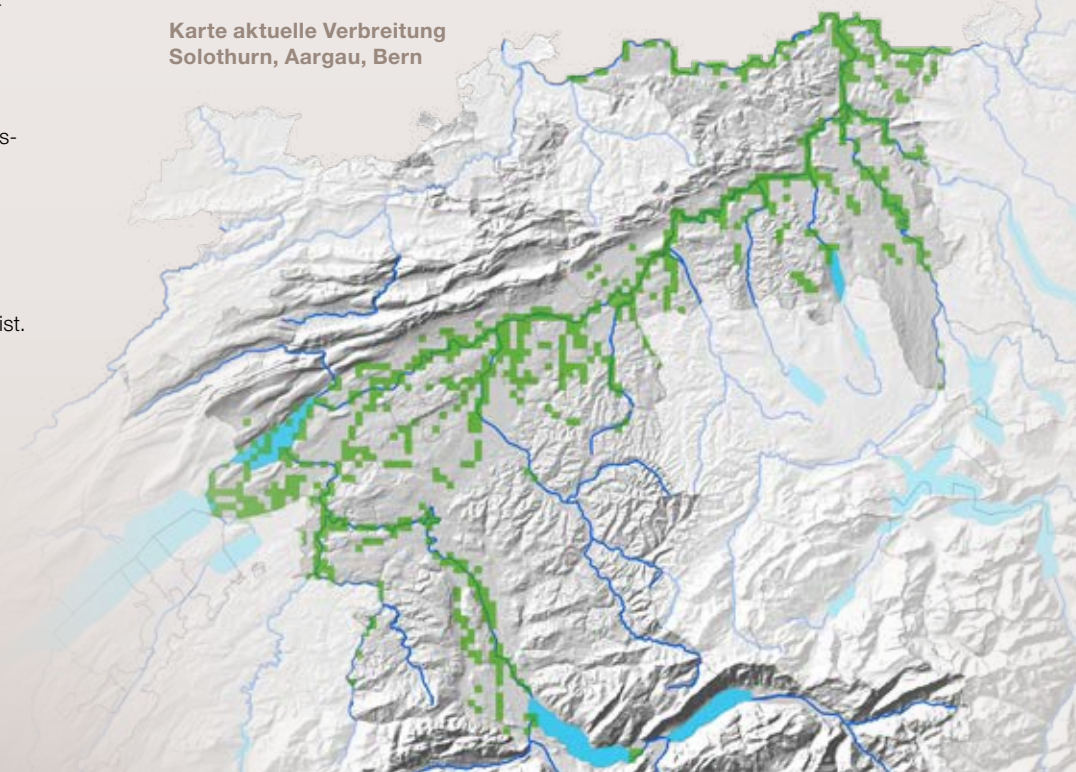 Karte aktuelle Verbreitung
Solothurn, Aargau, Bern
s-
ist.